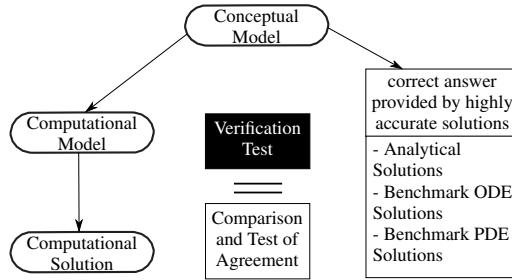 Conceptual
Model
correct answer
provided by highly
accurate solutions
Computational
Model
Verification
Test
- Analytical
Solutions
- Benchmark ODE
Solutions
- Benchmark PDE
Solutions
Comparison
and Test of
Agreement
Computational
Solution